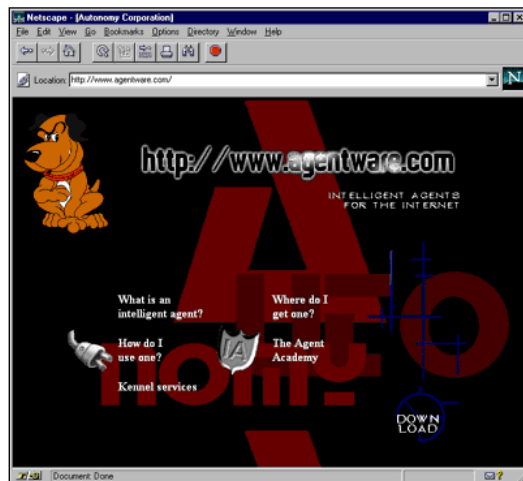 Netscape - [Autonomy Corporation]
File Edit View Go Bookmarks Options Directory Window Help
Location: http://www.agentware.com/
N
http://www.agentware.com
INTELLIGENT AGENTS
FOR THE INTERNET
What is an
intelligent agent?
Where do I
get one?
How do I
use one?
IA
The Agent
Academy
Kennel services
DOWN
LOAD
Document: Done